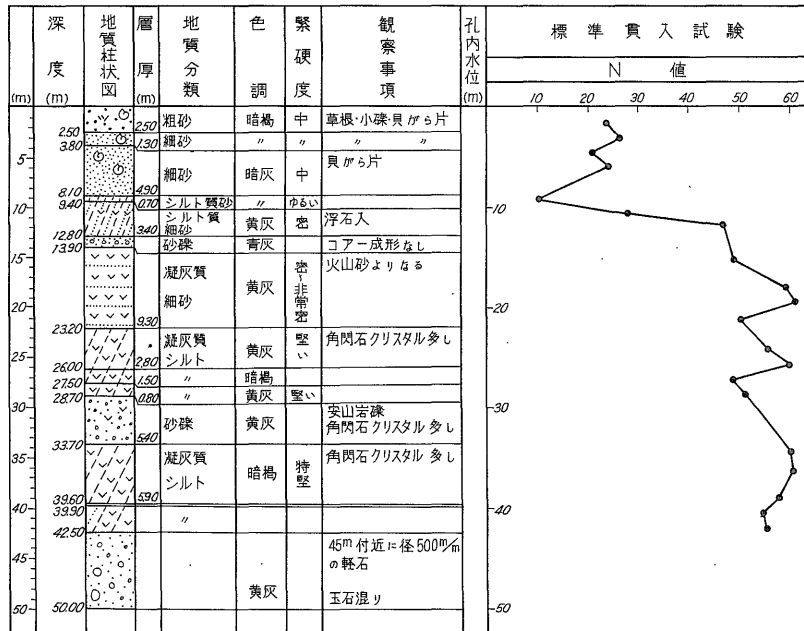 深度 地質柱状図 層厚 地質分類 色調 緊硬度 観察事項 孔内水位 標準貫入試験
N 値
(m) (m) (m) (m) 10 20 30 40 50 60
2.50 2.50 粗砂 暗褐 中 草根・小礫・貝がら片
3.80 1.30 細砂 〃 〃 〃 〃
5 -5
8.10 4.90 細砂 暗灰 中 貝がら片
9.40 0.70 シルト質砂 〃 ゆるい
10 -10
12.80 3.40 シルト質細砂 黄灰 密 浮石入
13.90 砂礫 青灰 コアー成形なし
15 -15
20 -20
23.20 9.30 凝灰質細砂 黄灰 密~非常密 火山砂よりなる
25 -25
26.00 2.80 凝灰質シルト 黄灰 堅い 角閃石クリスタル多し
27.50 1.50 〃 暗褐
28.70 0.80 〃 黄灰 堅い
30 -30
33.70 5.40 砂礫 黄灰 安山岩礫
角閃石クリスタル多し
35 -35
39.60 5.90 凝灰質シルト 暗褐 特堅 角閃石クリスタル多し
39.90
40 -40
42.50 〃
45 -45
45m付近に径500m/m
の軽石
黄灰 玉石混り
50 50.00 -50